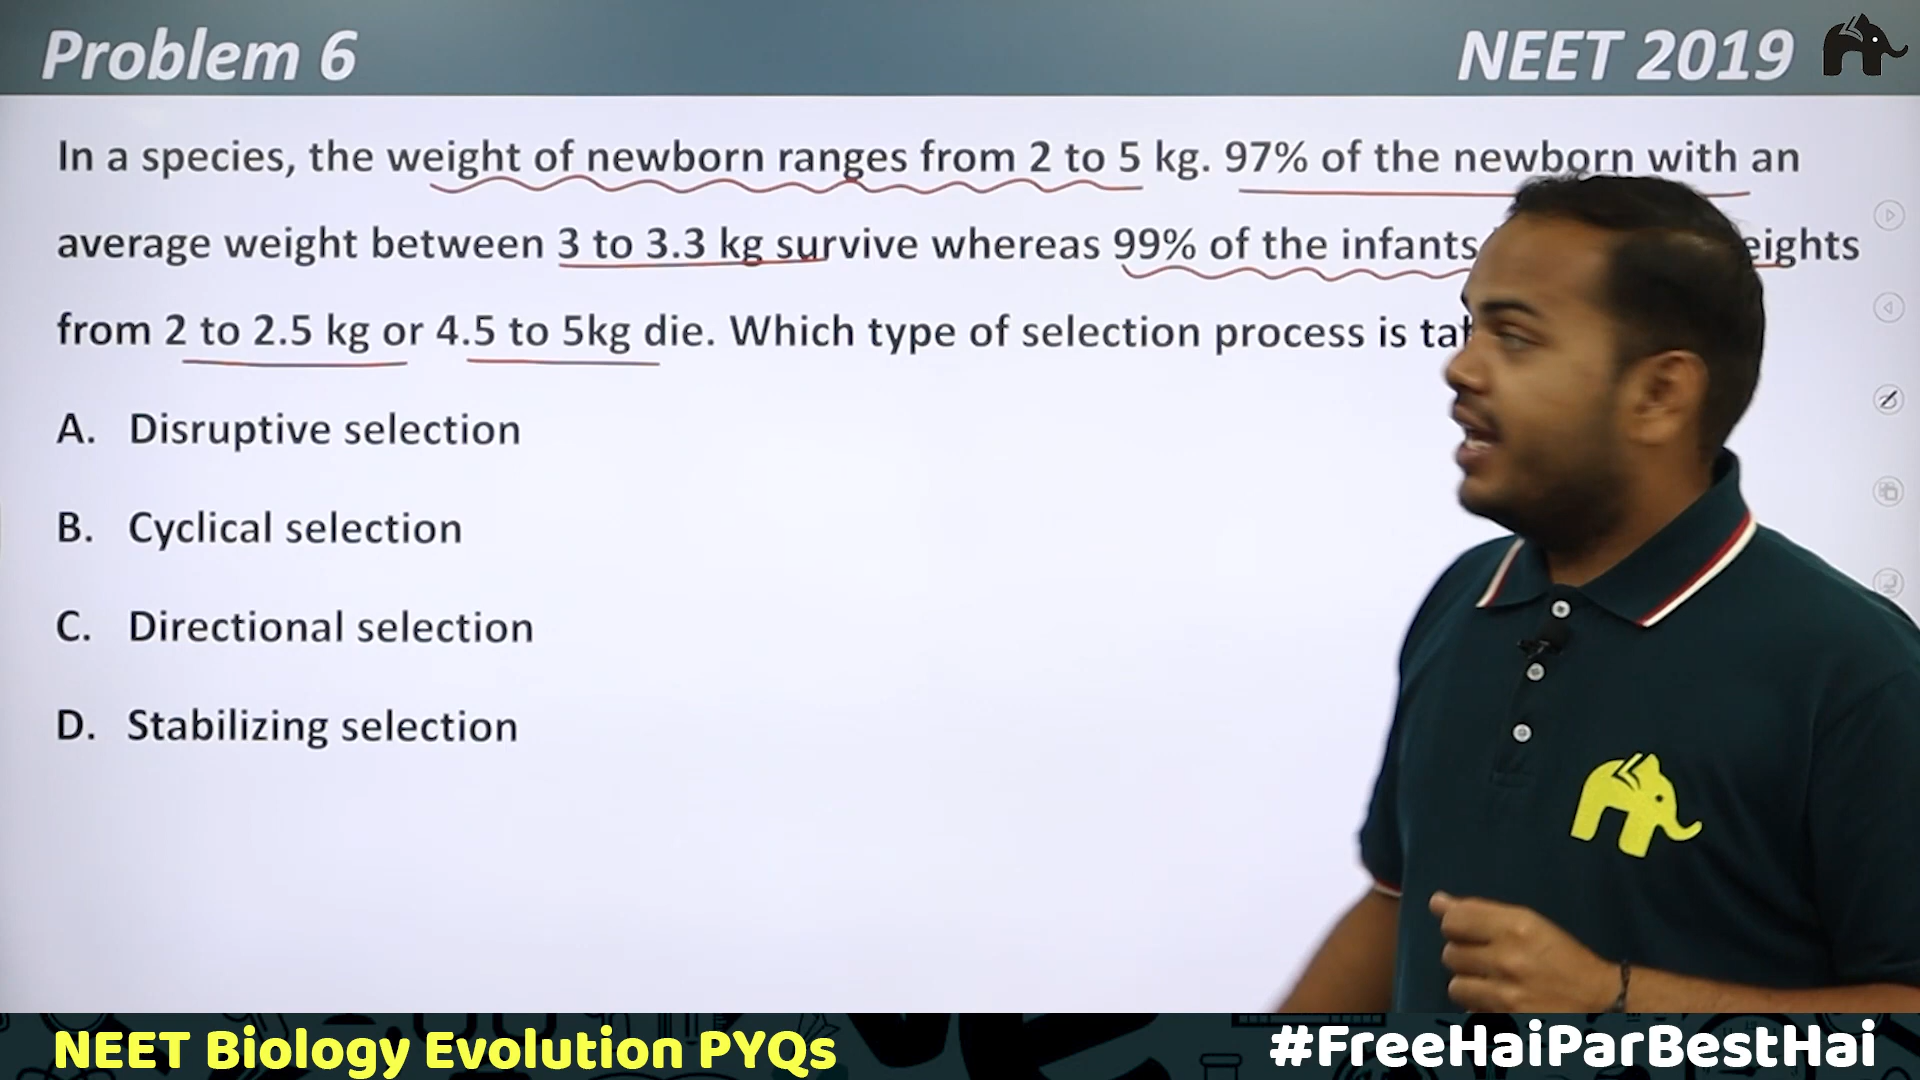 Problem 6
NEET 2019
In a species, the weight of newborn ranges from 2 to 5 kg. 97% of the newborn with an
average weight between 3 to 3.3 kg survive whereas 99% of the infants
from 2 to 2.5 kg or 4.5 to 5kg die. Which type of selection process is
A. Disruptive selection
B. Cyclical selection
C. Directional selection
D. Stabilizing selection
NEET Biology Evolution PYQs
#FreeHaiParBestHai